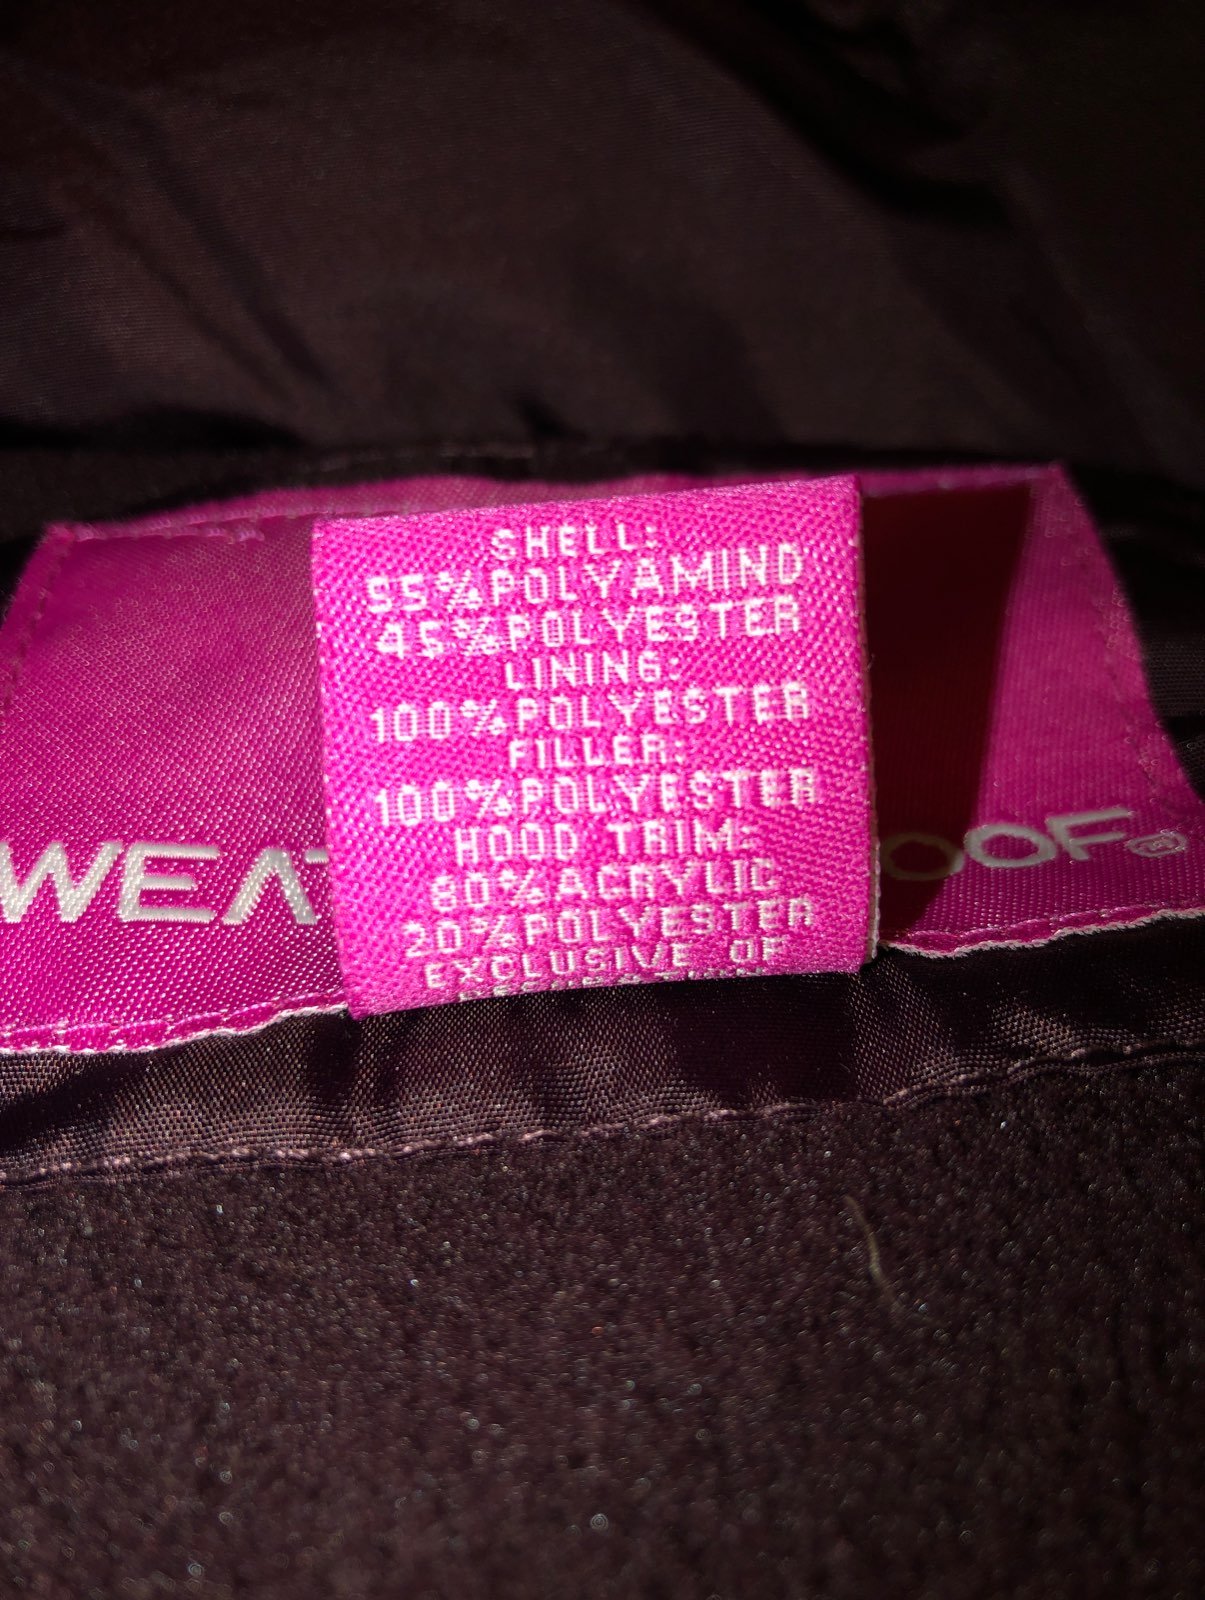 SHELL:
55%POLYAMIND
45%POLYESTER
LINING:
100%POLYESTER
FILLER:
100%POLYESTER
HOOD TRIM:
80%ACRYLIC
20%POLYESTER
EXCLUSIVE OF
WEAT
OOF®